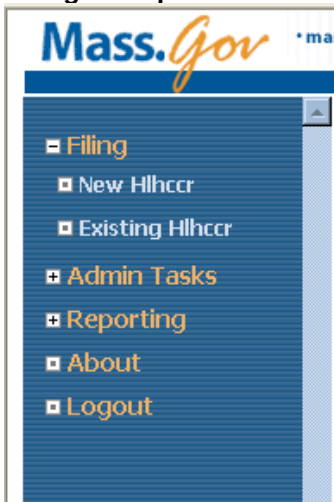 Mass.Gov
Filing
New Hlhccr
Existing Hlhccr
Admin Tasks
Reporting
About
Logout